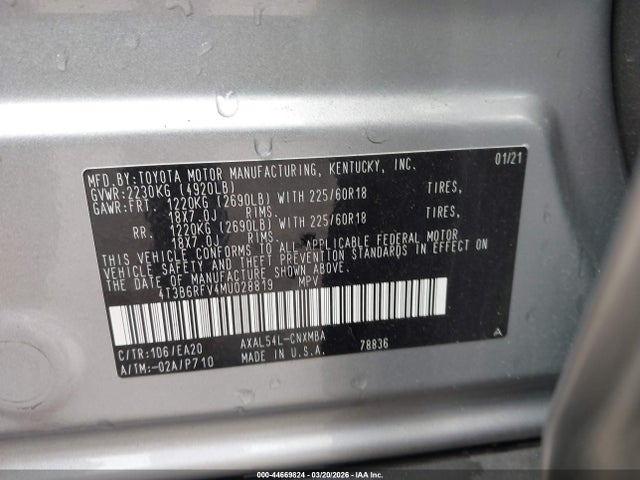 MFD.BY:TOYOTA MOTOR MANUFACTURING, KENTUCKY, INC. 01/21
GVWR:2230KG (4920LB)
GAWR:FRT. 1220KG (2690LB) WITH 225/60R18 TIRES,
18X7.0J RIMS.
RR. 1220KG (2690LB) WITH 225/60R18 TIRES,
18X7.0J RIMS.
THIS VEHICLE CONFORMS TO ALL APPLICABLE FEDERAL MOTOR
VEHICLE SAFETY AND THEFT PREVENTION STANDARDS IN EFFECT ON
THE DATE OF MANUFACTURE SHOWN ABOVE.
4T3B6RFV4MU028819 MPV
C/TR:1D6/EA20 AXAL54L-CNXMBA 78836
A/TM:-02A/P710 MADE IN U.S.A. A
000-44669824 | 03/20/2026 | IAA Inc.